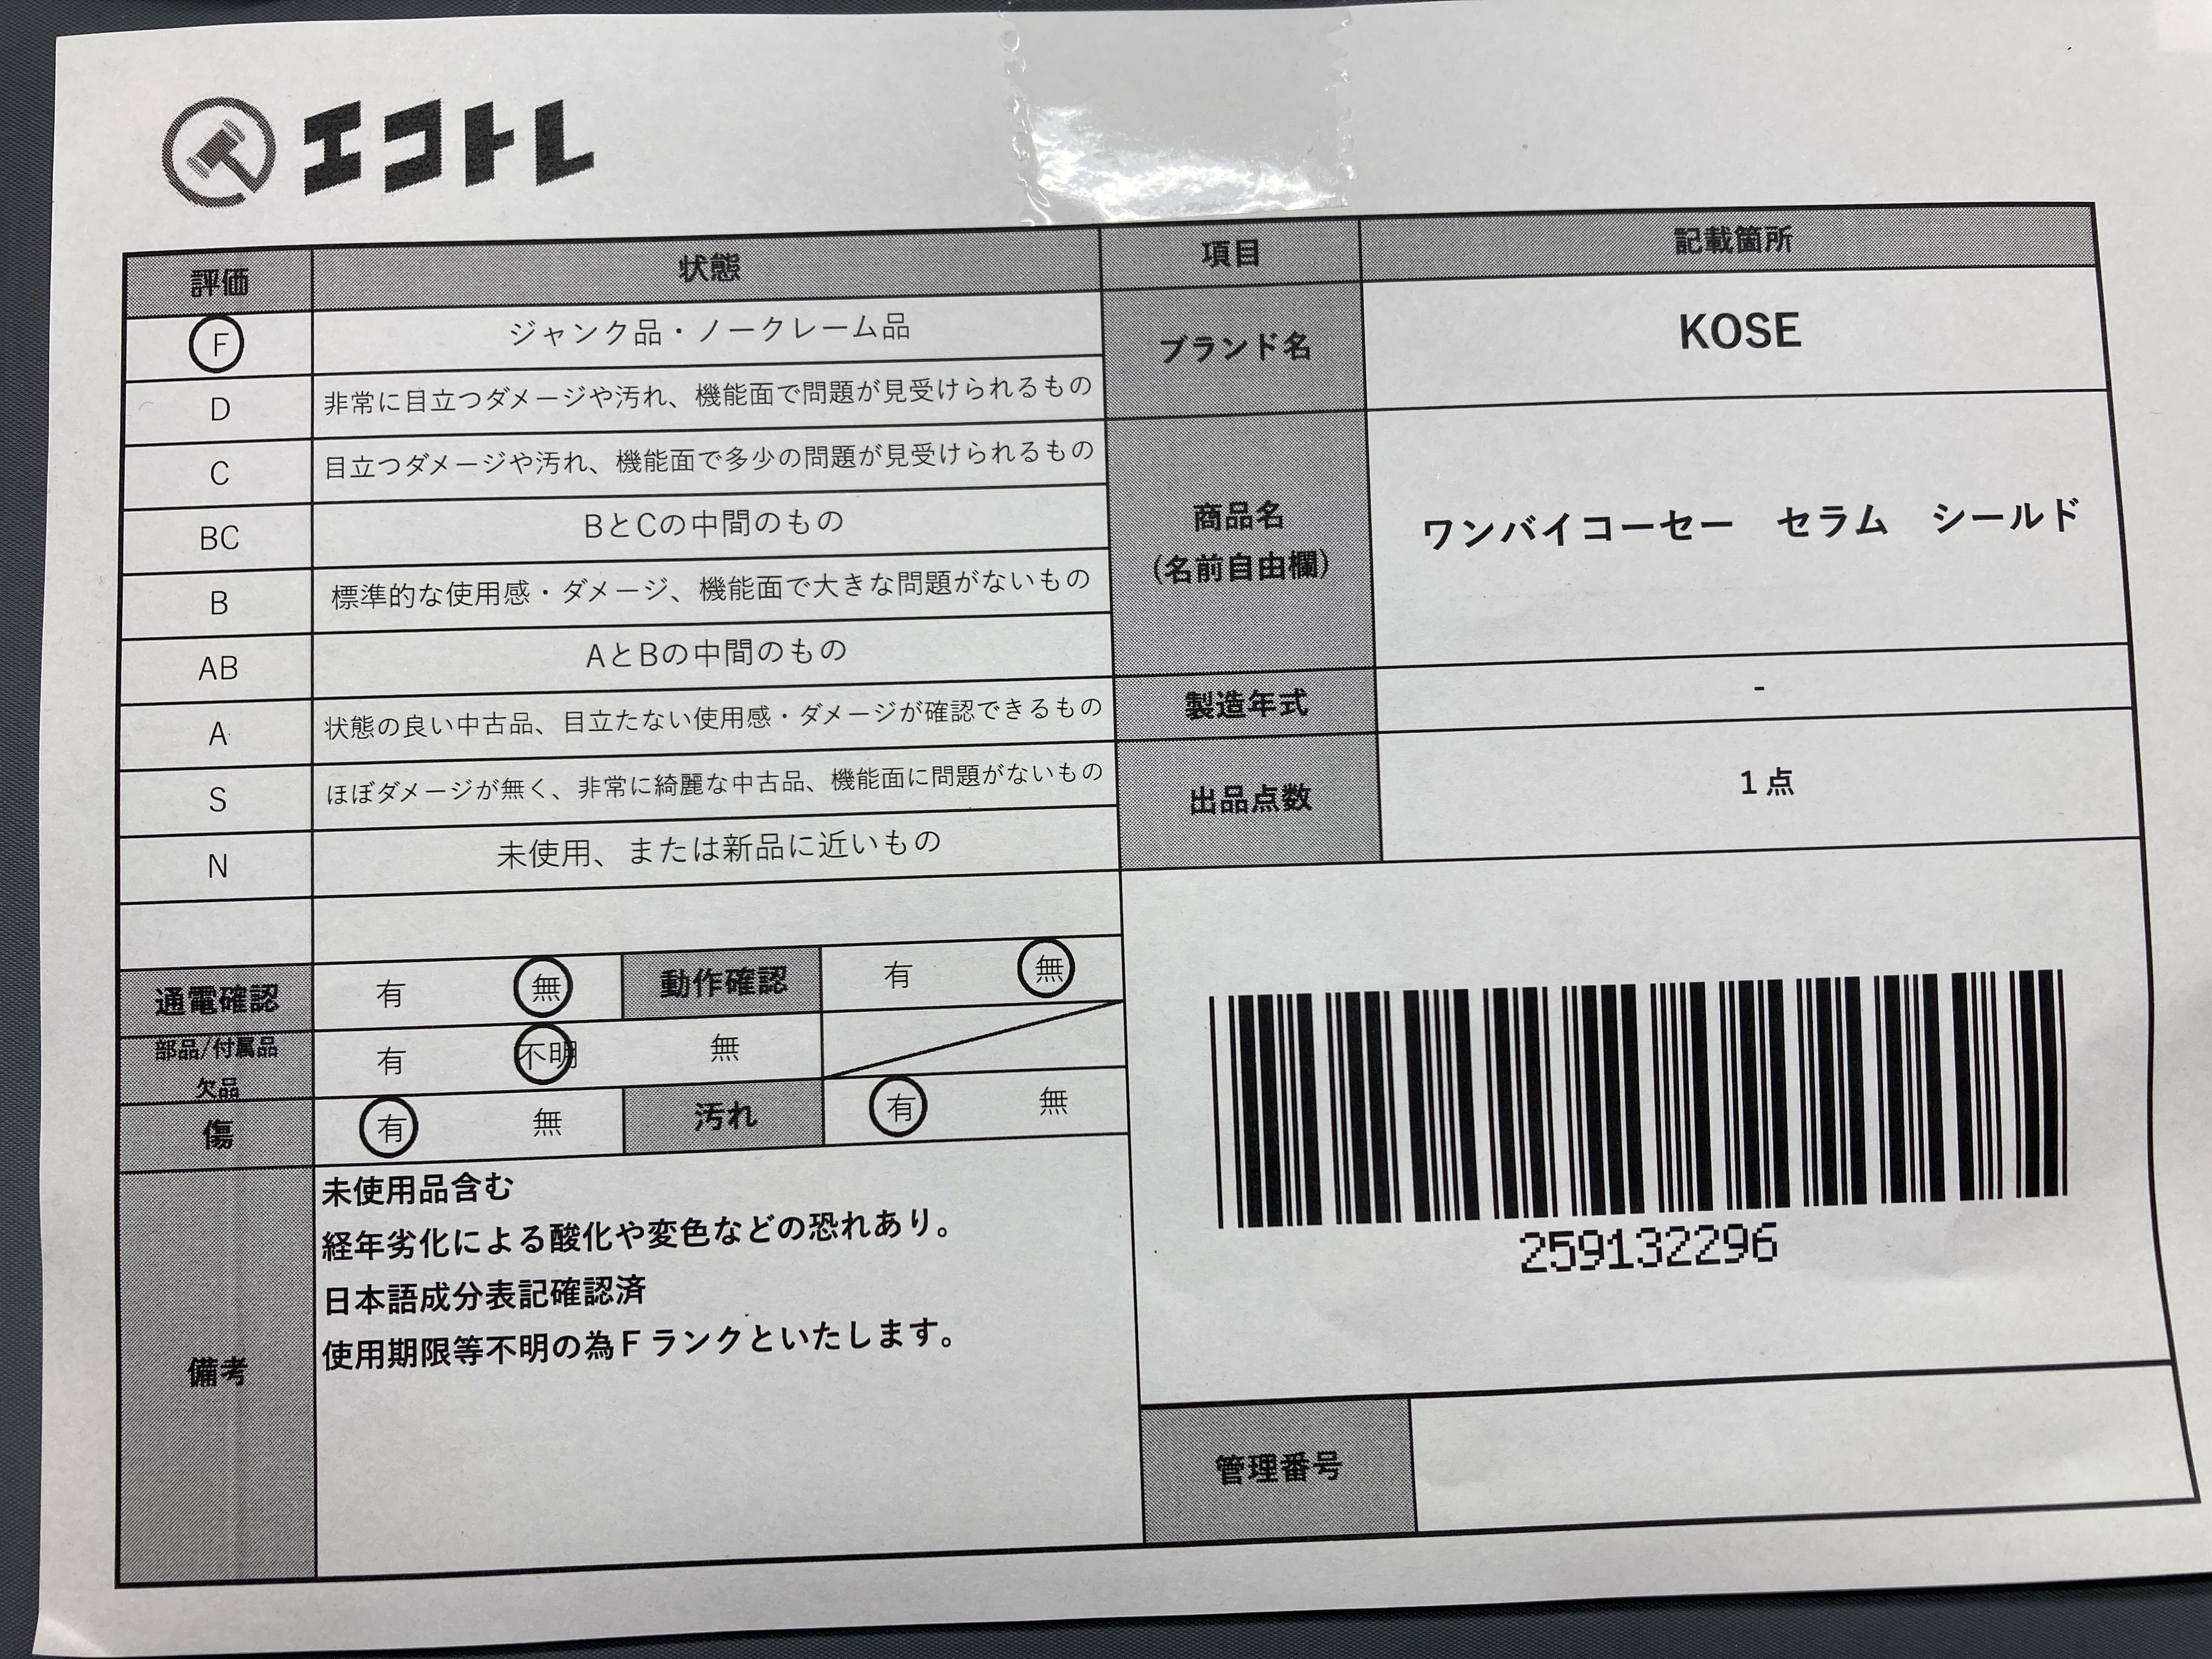 エコトレ
評価 状態 項目 記載箇所
F ジャンク品・ノークレーム品
D 非常に目立つダメージや汚れ、機能面で問題が見受けられるもの
C 目立つダメージや汚れ、機能面で多少の問題が見受けられるもの
BC BとCの中間のもの
B 標準的な使用感・ダメージ、機能面で大きな問題がないもの
AB AとBの中間のもの
A 状態の良い中古品、目立たない使用感・ダメージが確認できるもの
S ほぼダメージが無く、非常に綺麗な中古品、機能面に問題がないもの
N 未使用、または新品に近いもの
ブランド名 KOSE
商品名
(名前自由欄)
ワンバイコーセー　セラム　シールド
製造年式 -
出品点数 1点
通電確認 有 無 動作確認 有 無
部品/付属品
欠品
有 不明 無
傷 有 無 汚れ 有 無
備考
未使用品含む
経年劣化による酸化や変色などの恐れあり。
日本語成分表記確認済
使用期限等不明の為Fランクといたします。
259132296
管理番号